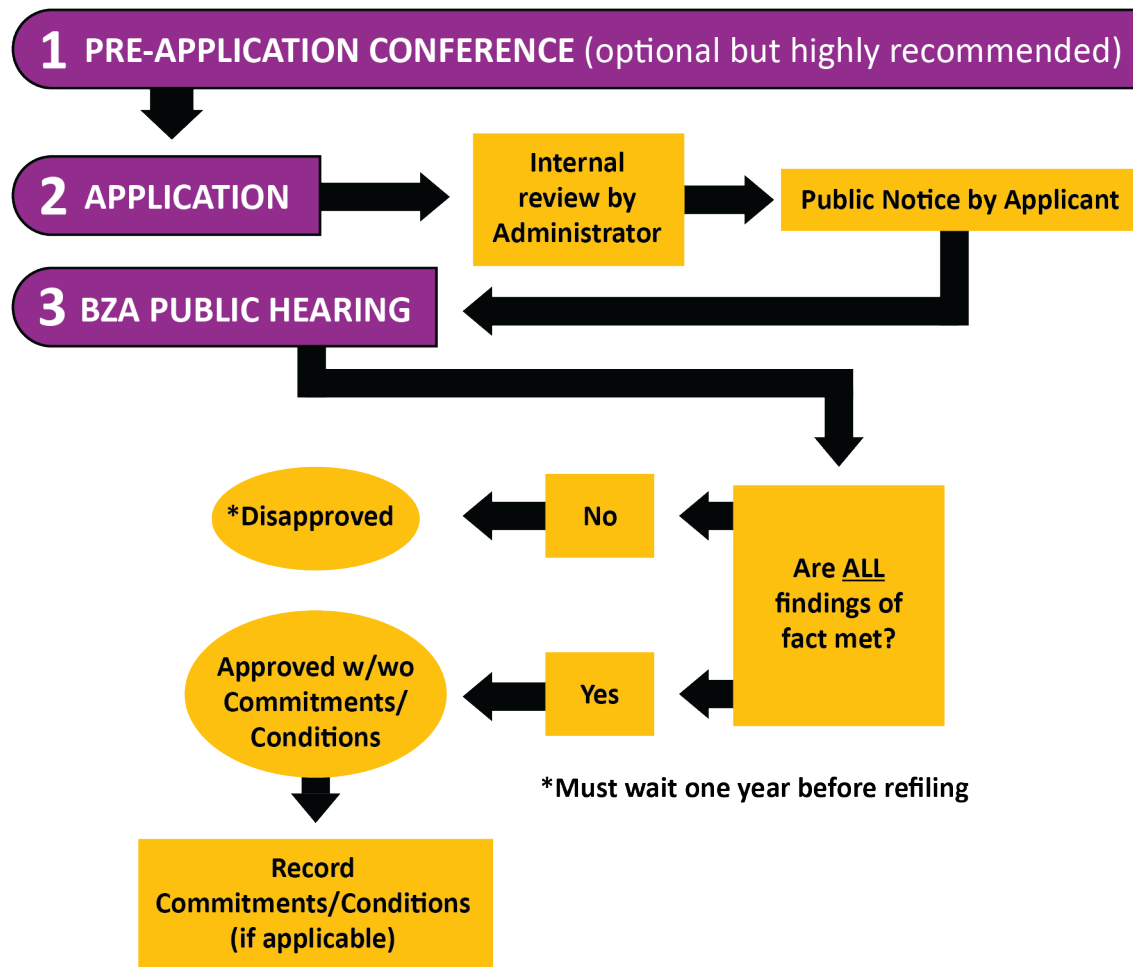 1 PRE-APPLICATION CONFERENCE (optional but highly recommended)
2 APPLICATION
Internal
review by
Administrator
Public Notice by Applicant
3 BZA PUBLIC HEARING
*Disapproved
No
Are ALL
findings of
fact met?
Approved w/wo
Commitments/
Conditions
Yes
*Must wait one year before refiling
Record
Commitments/Conditions
(if applicable)